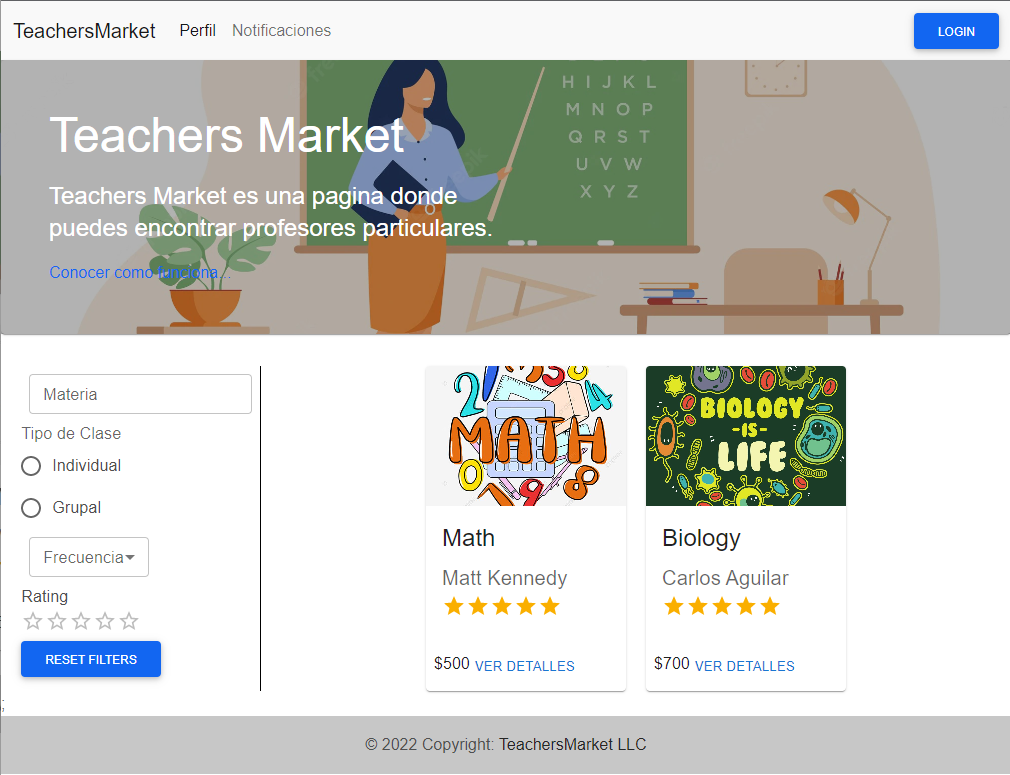 TeachersMarket Perfil Notificaciones LOGIN
H I J K L
M N O P
Q R S T
U V W
X Y Z
Teachers Market
Teachers Market es una pagina donde
puedes encontrar profesores particulares.
Conocer como funciona...
Materia
Tipo de Clase
Individual
Grupal
Frecuencia
Rating
RESET FILTERS
MATH
Math
Matt Kennedy
$500 VER DETALLES
BIOLOGY
-IS-
LIFE
Biology
Carlos Aguilar
$700 VER DETALLES
;
© 2022 Copyright: TeachersMarket LLC